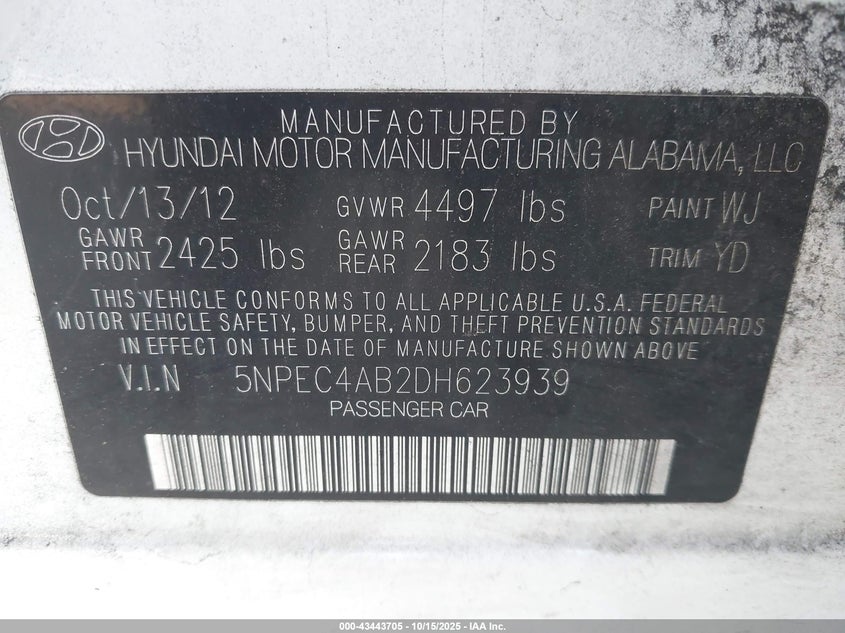 MANUFACTURED BY
HYUNDAI MOTOR MANUFACTURING ALABAMA, LLC
Oct/13/12 GVWR 4497 lbs PAINT WJ
GAWR FRONT 2425 lbs GAWR REAR 2183 lbs TRIM YD
THIS VEHICLE CONFORMS TO ALL APPLICABLE U.S.A. FEDERAL
MOTOR VEHICLE SAFETY, BUMPER, AND THEFT PREVENTION STANDARDS
IN EFFECT ON THE DATE OF MANUFACTURE SHOWN ABOVE
V.I.N 5NPEC4AB2DH623939
PASSENGER CAR
000-43443705 - 10/15/2025 - IAA Inc.